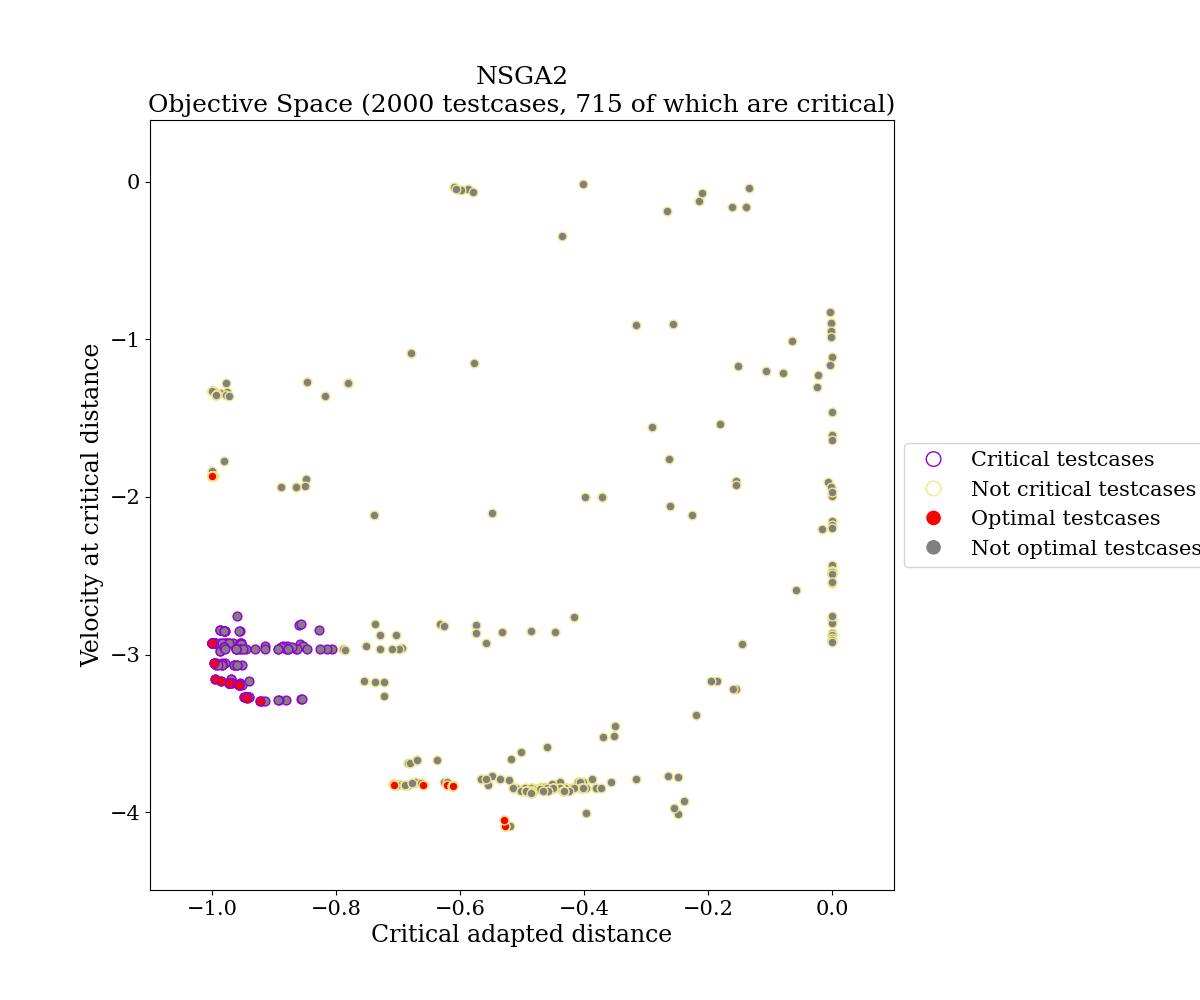 NSGA2
Objective Space (2000 testcases, 715 of which are critical)
0
−1
−2
−3
−4
Velocity at critical distance
−1.0
−0.8
−0.6
−0.4
−0.2
0.0
Critical adapted distance
Critical testcases
Not critical testcases
Optimal testcases
Not optimal testcases